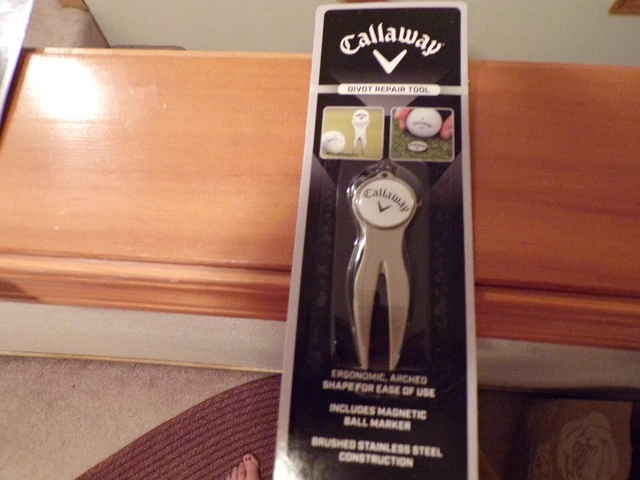 Callaway
DIVOT REPAIR TOOL
Callaway
ERGONOMIC, ARCHED
SHAPE FOR EASE OF USE
INCLUDES MAGNETIC
BALL MARKER
BRUSHED STAINLESS STEEL
CONSTRUCTION